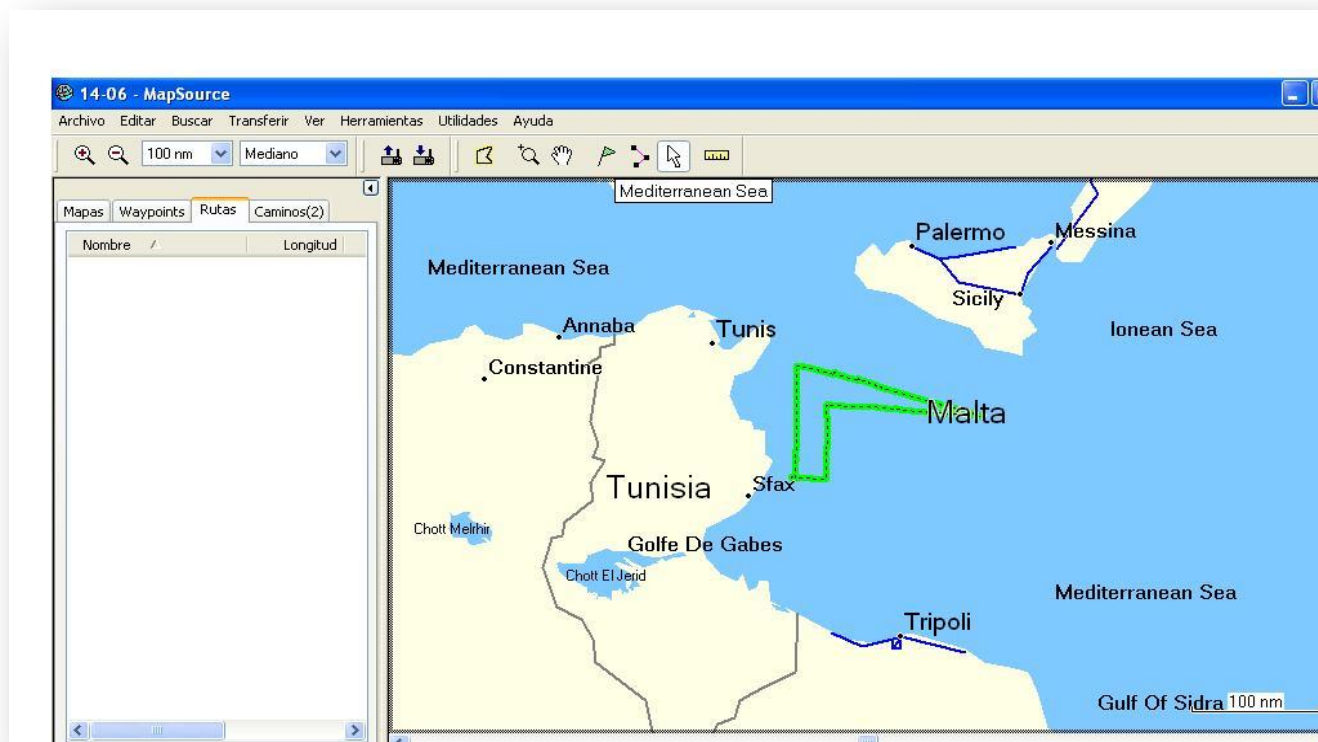 14-06 - MapSource
Archivo Editar Buscar Transferir Ver Herramientas Utilidades Ayuda
100 nm Mediano
Mediterranean Sea
Mapas Waypoints Rutas Caminos(2)
Nombre Longitud
Palermo
Messina
Mediterranean Sea
Sicily
Annaba
Tunis
Ionean Sea
Constantine
Malta
Tunisia
Sfax
Chott Melrhir
Golfe De Gabes
Chott El Jerid
Mediterranean Sea
Tripoli
Gulf Of Sidra
100 nm